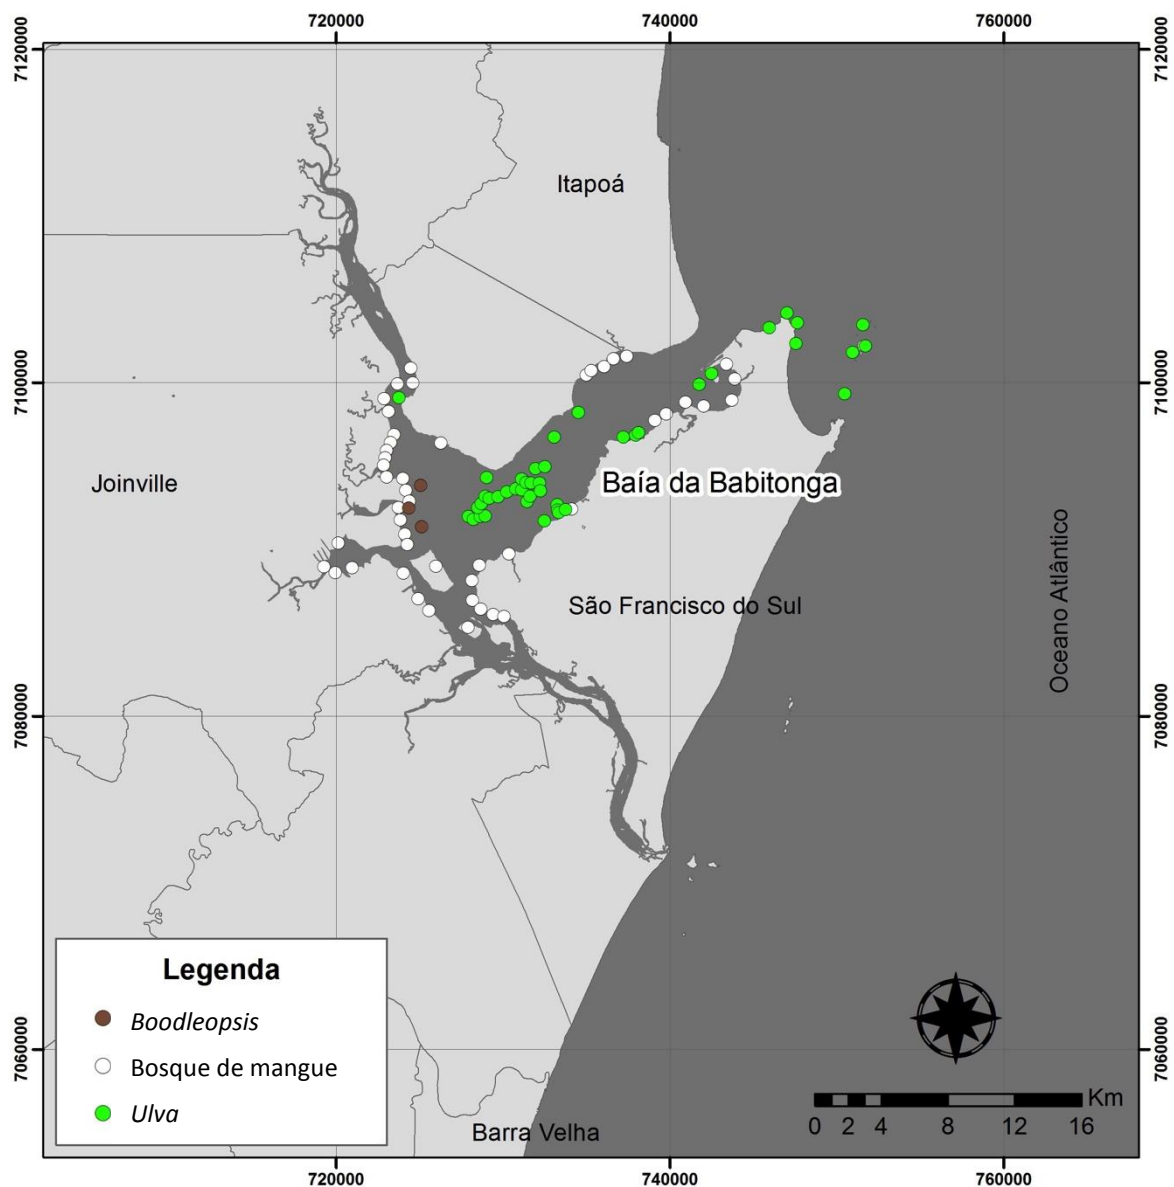 720000 740000 760000
7120000 7120000
Itapoá
7100000 7100000
Joinville
Baía da Babitonga
São Francisco do Sul
Oceano Atlântico
7080000 7080000
Legenda
Boodleopsis
Bosque de mangue
Ulva
7060000 7060000
Km
0 2 4 8 12 16
Barra Velha
720000 740000 760000